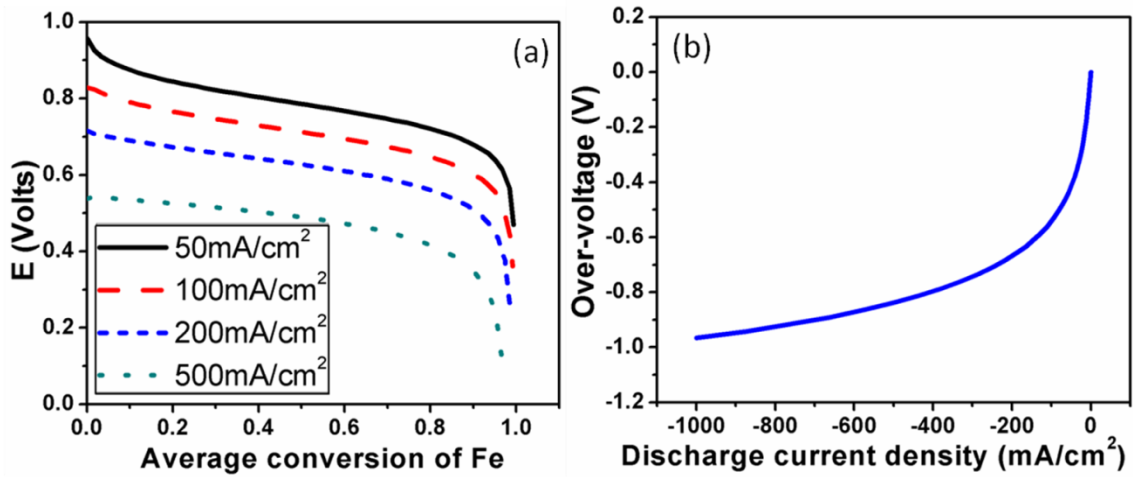 (a)
E (Volts)
1.0
0.8
0.6
0.4
0.2
0.0
50mA/cm²
100mA/cm²
200mA/cm²
500mA/cm²
0.0 0.2 0.4 0.6 0.8 1.0
Average conversion of Fe
(b)
Over-voltage (V)
0.2
0.0
-0.2
-0.4
-0.6
-0.8
-1.0
-1.2
-1000 -800 -600 -400 -200 0
Discharge current density (mA/cm²)